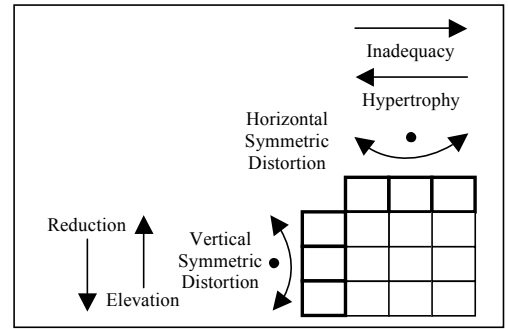 Inadequacy
Hypertrophy
Horizontal
Symmetric
Distortion
Reduction
Vertical
Symmetric
Distortion
Elevation